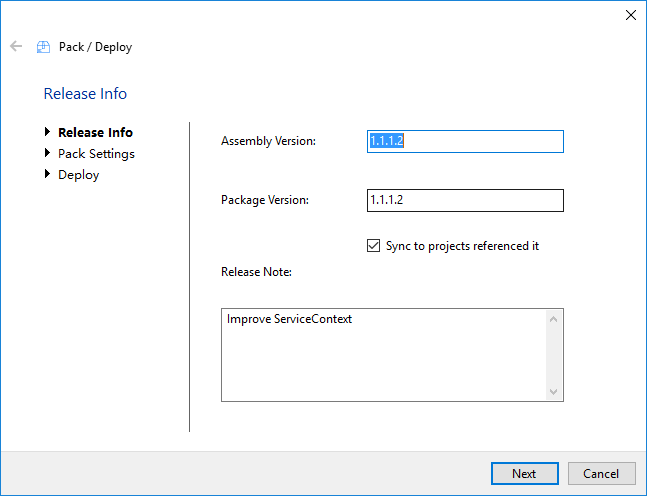 Pack / Deploy
Release Info
Release Info
Pack Settings
Deploy
Assembly Version:
1.1.1.2
Package Version:
1.1.1.2
Sync to projects referenced it
Release Note:
Improve ServiceContext
Next
Cancel